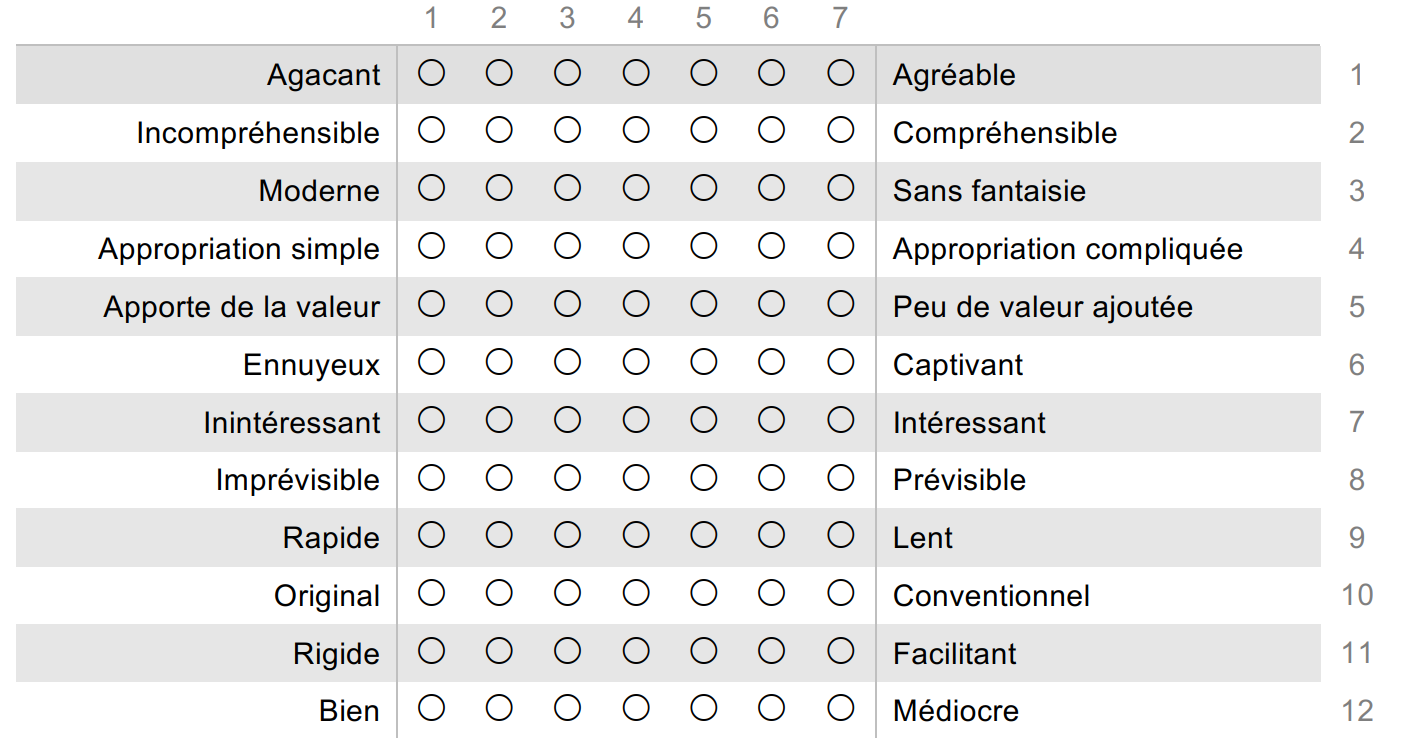 1 2 3 4 5 6 7
Agacant Agréable 1
Incompréhensible Compréhensible 2
Moderne Sans fantaisie 3
Appropriation simple Appropriation compliquée 4
Apporte de la valeur Peu de valeur ajoutée 5
Ennuyeux Captivant 6
Inintéressant Intéressant 7
Imprévisible Prévisible 8
Rapide Lent 9
Original Conventionnel 10
Rigide Facilitant 11
Bien Médiocre 12